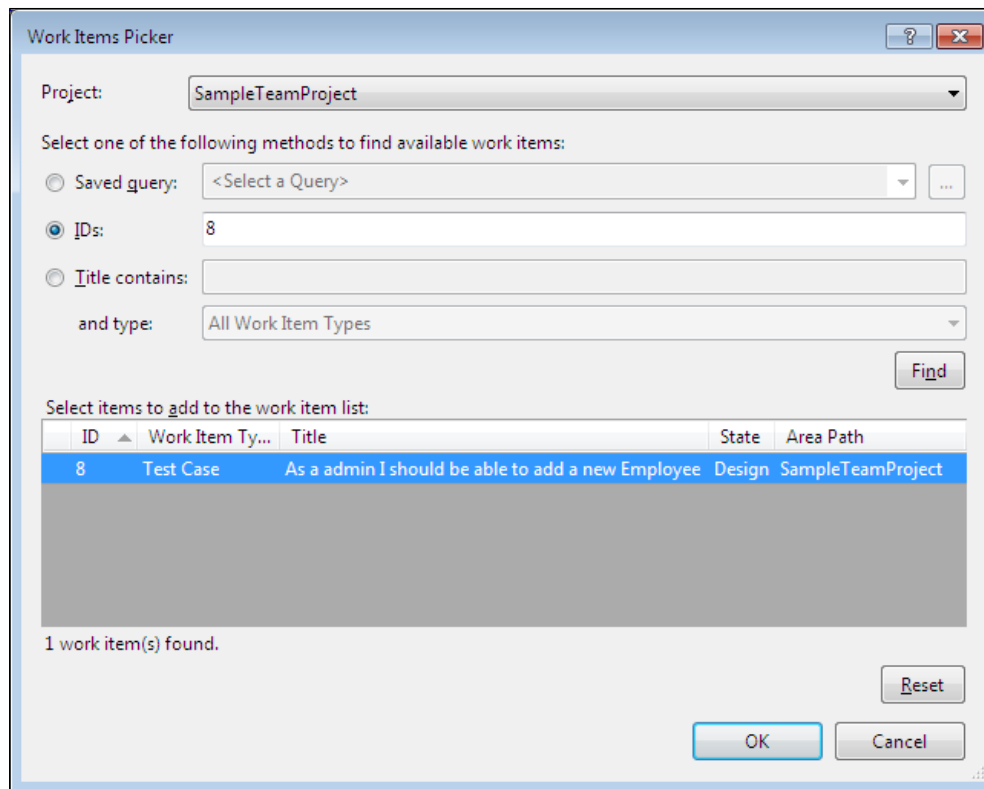 Work Items Picker
Project: SampleTeamProject
Select one of the following methods to find available work items:
Saved query: <Select a Query> ...
IDs: 8
Title contains:
and type: All Work Item Types
Find
Select items to add to the work item list:
ID Work Item Ty... Title State Area Path
8 Test Case As a admin I should be able to add a new Employee Design SampleTeamProject
1 work item(s) found.
Reset
OK Cancel